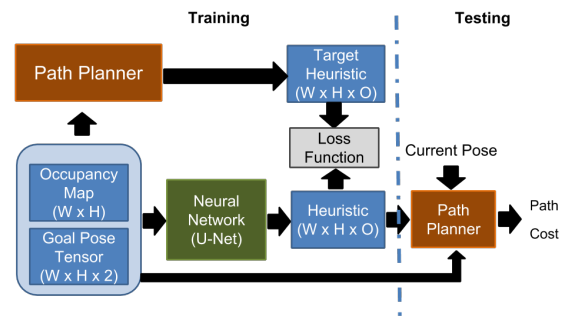 Training
Testing
Path Planner
Target
Heuristic
(W x H x O)
Loss
Function
Current Pose
Occupancy
Map
(W x H)
Goal Pose
Tensor
(W x H x 2)
Neural
Network
(U-Net)
Heuristic
(W x H x O)
Path
Planner
Path
Cost